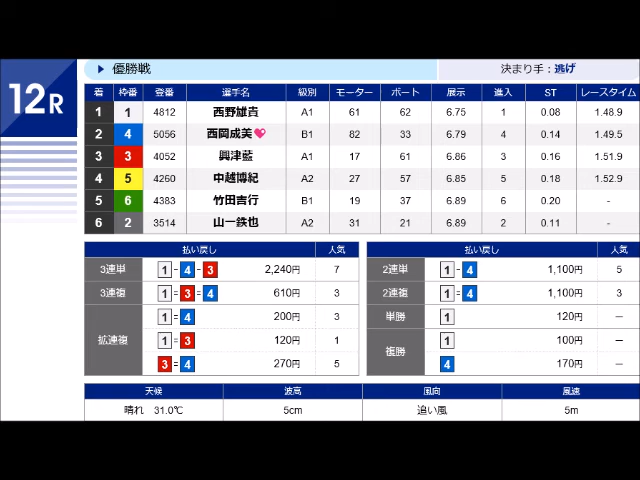 12R
優勝戦 決まり手：逃げ
着 枠番 登番 選手名 級別 モーター ボート 展示 進入 ST レースタイム
1 1 4812 西野雄貴 A1 61 62 6.75 1 0.08 1.48.9
2 4 5056 西岡成美 B1 82 33 6.79 4 0.14 1.49.5
3 3 4052 興津藍 A1 17 61 6.86 3 0.16 1.51.9
4 5 4260 中越博紀 A2 27 57 6.85 5 0.18 1.52.9
5 6 4383 竹田吉行 B1 19 37 6.89 6 0.20 -
6 2 3514 山一鉄也 A2 31 21 6.89 2 0.11 -
払い戻し 人気 払い戻し 人気
3連単 1-4-3 2,240円 7 2連単 1-4 1,100円 5
3連複 1=3=4 610円 3 2連複 1=4 1,100円 3
拡連複 1=4 200円 3 単勝 1 120円 —
1=3 120円 1 複勝 1 100円 —
3=4 270円 5 4 170円 —
天候 波高 風向 風速
晴れ 31.0℃ 5cm 追い風 5m